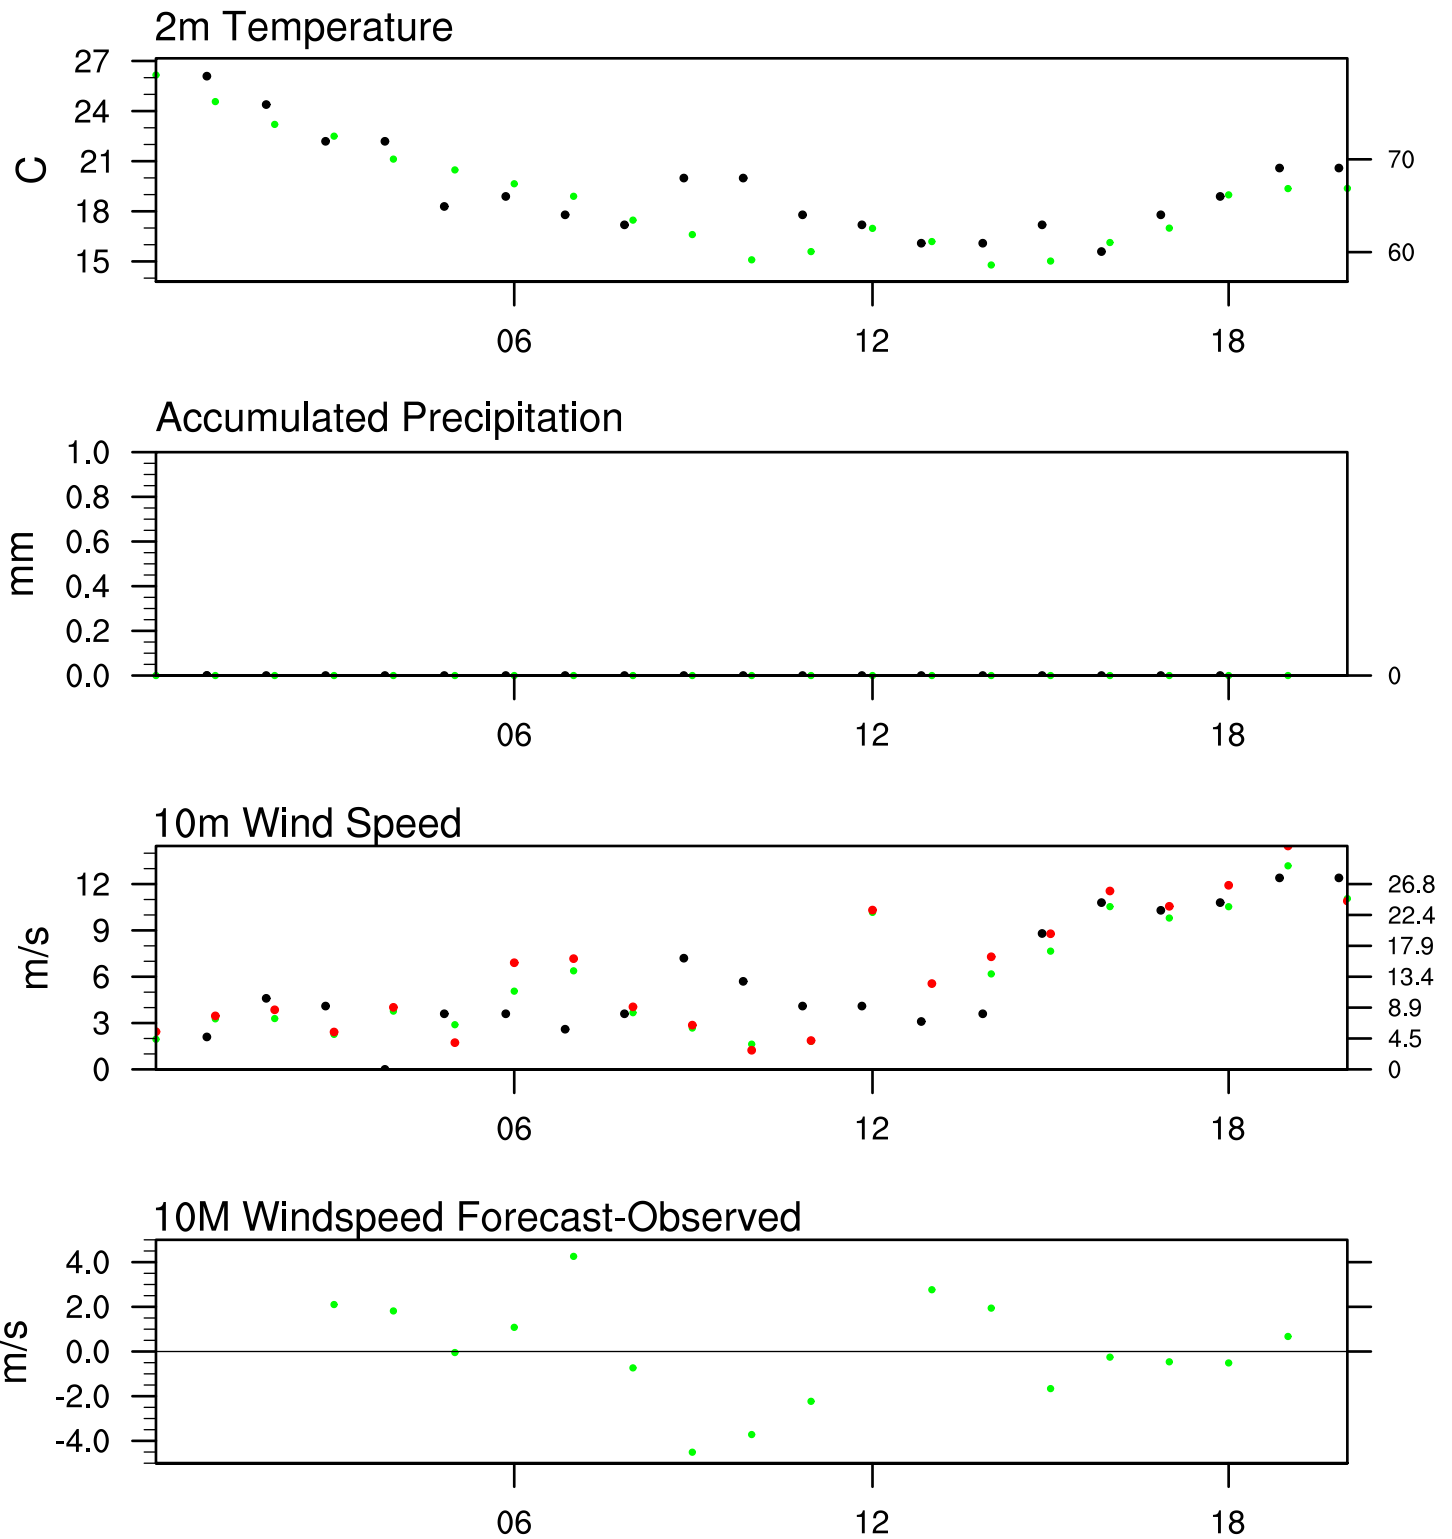 2m Temperature
27
24
21
18
15
C
70
60
06 12 18
Accumulated Precipitation
1.0
0.8
0.6
0.4
0.2
0.0
mm
0
06 12 18
10m Wind Speed
12
9
6
3
0
m/s
26.8
22.4
17.9
13.4
8.9
4.5
0
06 12 18
10M Windspeed Forecast-Observed
4.0
2.0
0.0
-2.0
-4.0
m/s
06 12 18